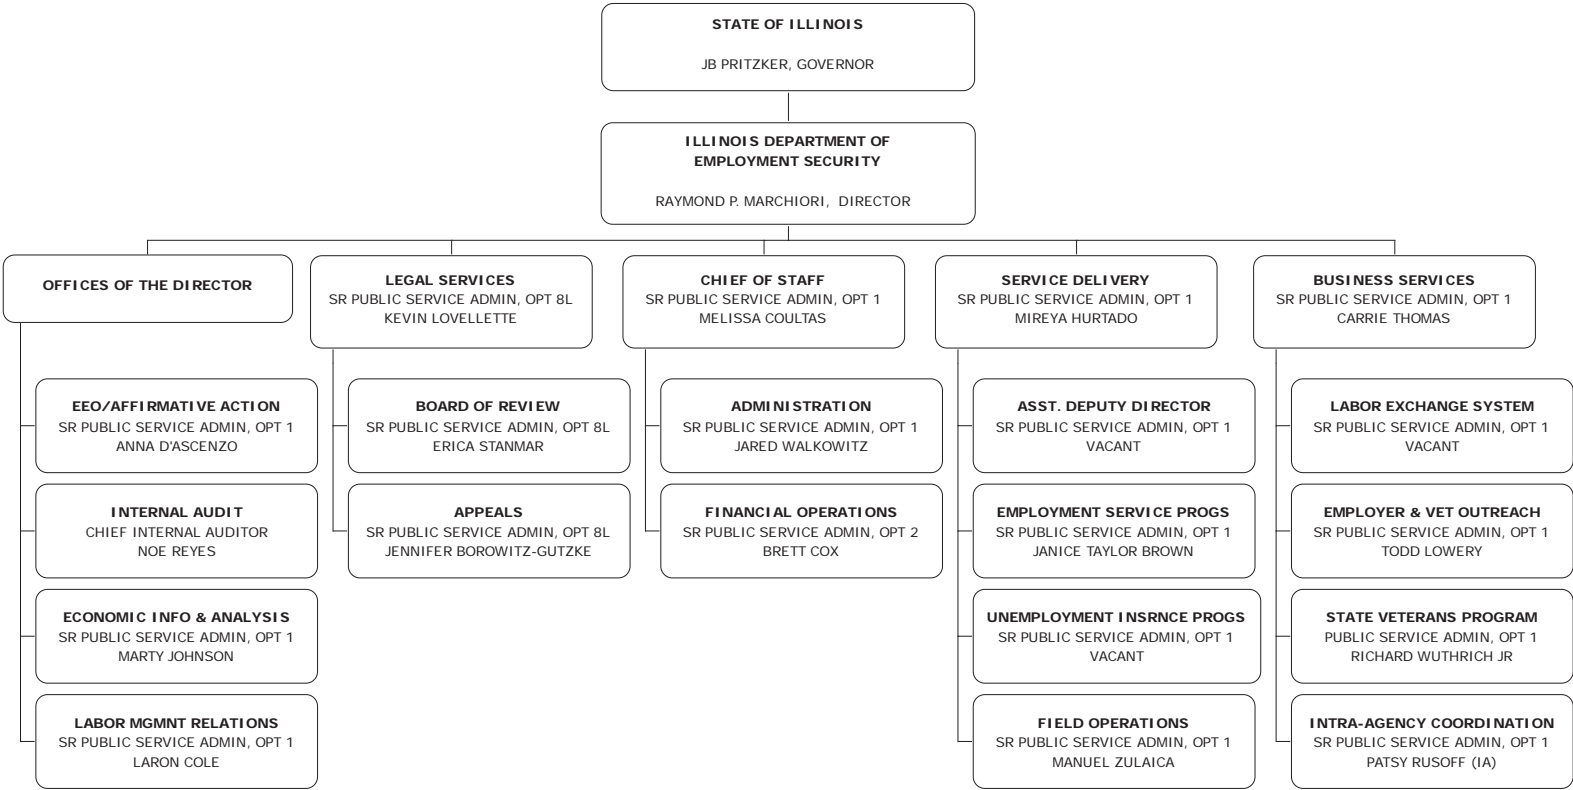 STATE OF ILLINOIS
JB PRITZKER, GOVERNOR
ILLINOIS DEPARTMENT OF
EMPLOYMENT SECURITY
RAYMOND P. MARCHIORI, DIRECTOR
OFFICES OF THE DIRECTOR
EEO/AFFIRMATIVE ACTION
SR PUBLIC SERVICE ADMIN, OPT 1
ANNA D'ASCENZO
INTERNAL AUDIT
CHIEF INTERNAL AUDITOR
NOE REYES
ECONOMIC INFO & ANALYSIS
SR PUBLIC SERVICE ADMIN, OPT 1
MARTY JOHNSON
LABOR MGMNT RELATIONS
SR PUBLIC SERVICE ADMIN, OPT 1
LARON COLE
LEGAL SERVICES
SR PUBLIC SERVICE ADMIN, OPT 8L
KEVIN LOVELLETTE
BOARD OF REVIEW
SR PUBLIC SERVICE ADMIN, OPT 8L
ERICA STANMAR
APPEALS
SR PUBLIC SERVICE ADMIN, OPT 8L
JENNIFER BOROWITZ-GUTZKE
CHIEF OF STAFF
SR PUBLIC SERVICE ADMIN, OPT 1
MELISSA COULTAS
ADMINISTRATION
SR PUBLIC SERVICE ADMIN, OPT 1
JARED WALKOWITZ
FINANCIAL OPERATIONS
SR PUBLIC SERVICE ADMIN, OPT 2
BRETT COX
SERVICE DELIVERY
SR PUBLIC SERVICE ADMIN, OPT 1
MIREYA HURTADO
ASST. DEPUTY DIRECTOR
SR PUBLIC SERVICE ADMIN, OPT 1
VACANT
EMPLOYMENT SERVICE PROGS
SR PUBLIC SERVICE ADMIN, OPT 1
JANICE TAYLOR BROWN
UNEMPLOYMENT INSRNCE PROGS
SR PUBLIC SERVICE ADMIN, OPT 1
VACANT
FIELD OPERATIONS
SR PUBLIC SERVICE ADMIN, OPT 1
MANUEL ZULAICA
BUSINESS SERVICES
SR PUBLIC SERVICE ADMIN, OPT 1
CARRIE THOMAS
LABOR EXCHANGE SYSTEM
SR PUBLIC SERVICE ADMIN, OPT 1
VACANT
EMPLOYER & VET OUTREACH
SR PUBLIC SERVICE ADMIN, OPT 1
TODD LOWERY
STATE VETERANS PROGRAM
PUBLIC SERVICE ADMIN, OPT 1
RICHARD WUTHRICH JR
INTRA-AGENCY COORDINATION
SR PUBLIC SERVICE ADMIN, OPT 1
PATSY RUSOFF (IA)